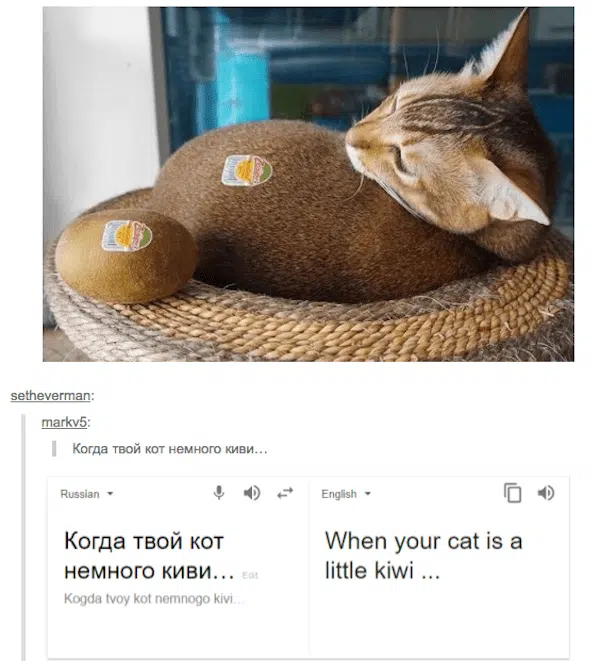 setheverman:
markv5:
Когда твой кот немного киви…
Russian
English
Когда твой кот
немного киви… Edit
Kogda tvoy kot nemnogo kivi...
When your cat is a
little kiwi ...